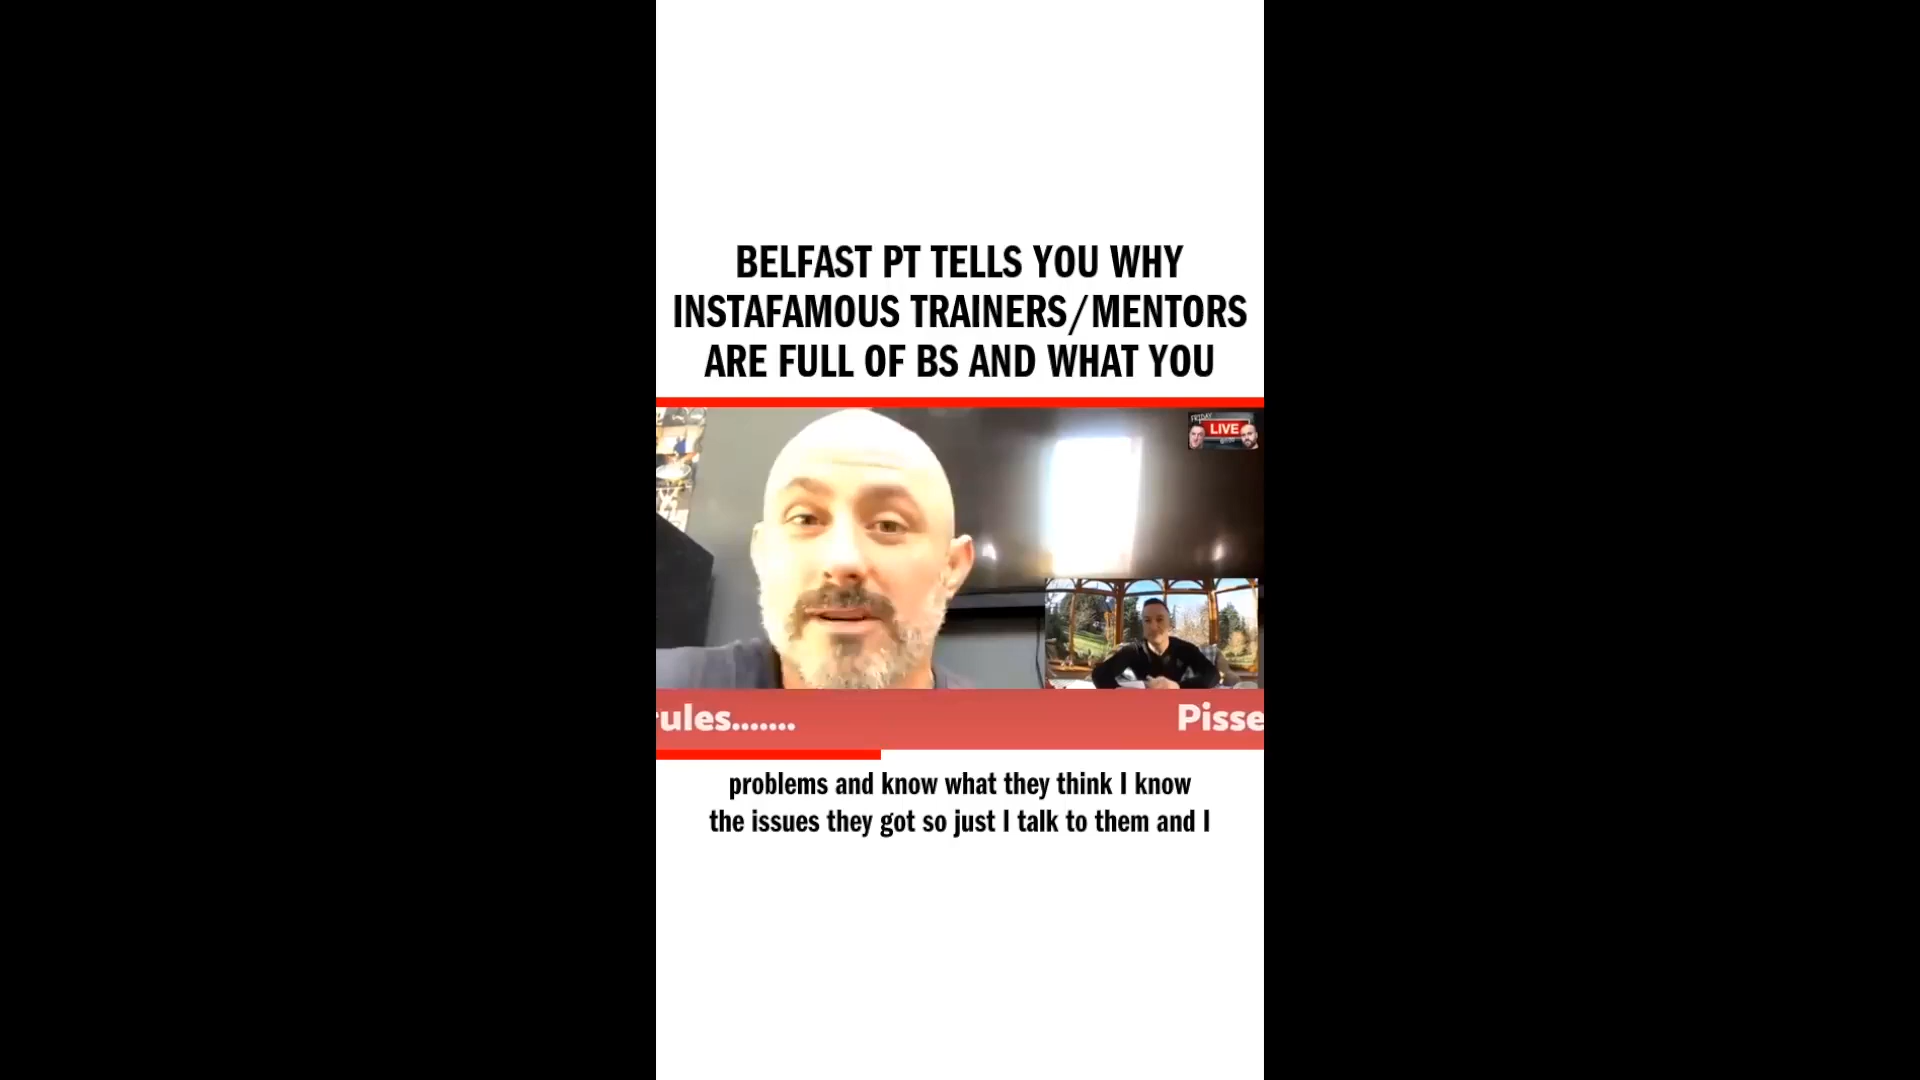 BELFAST PT TELLS YOU WHY
INSTAFAMOUS TRAINERS/MENTORS
ARE FULL OF BS AND WHAT YOU
FRIDAY
LIVE
rules.......
Pisse
problems and know what they think I know
the issues they got so just I talk to them and I